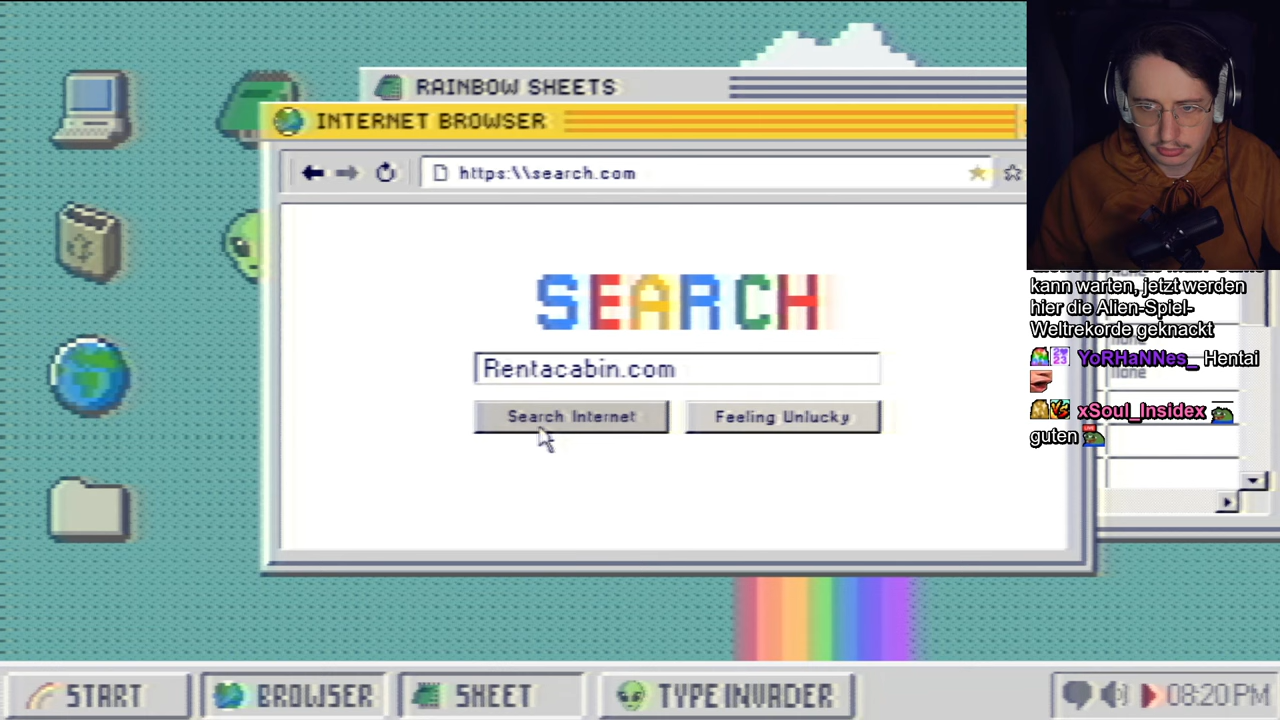 RAINBOW SHEETS
INTERNET BROWSER
https:\\search.com
SEARCH
Rentacabin.com
Search Internet
Feeling Unlucky
kann warten, jetzt werden
hier die Alien-Spiel-
Weltrekorde geknackt
YoRHaNNes_ Hentai
none
xSoul_Insidex
guten
START
BROWSER
SHEET
TYPE INVADER
08:20 PM